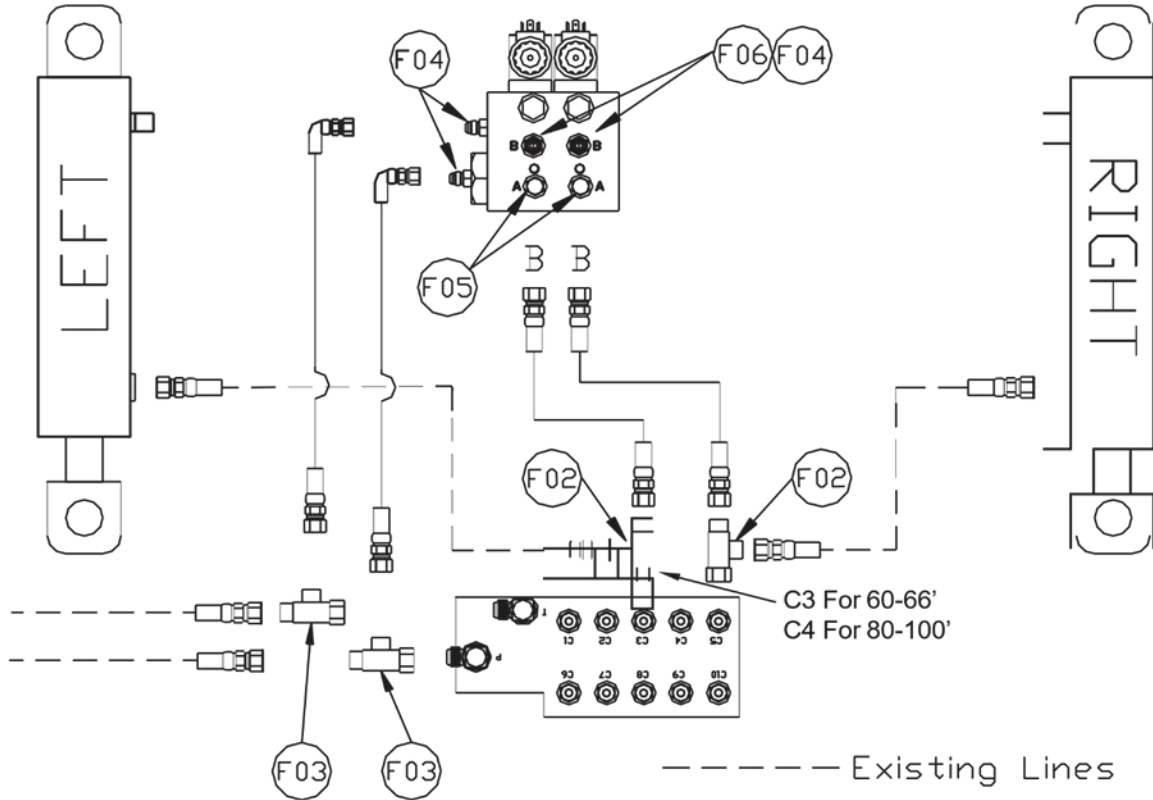 F04
F06 F04
B B
A A
LEFT
RIGHT
F05
B B
F02
F02
C3 For 60-66'
C4 For 80-100'
T
C1 C2 C3 C4 C5
P
C6 C7 C8 C9 C10
F03 F03
Existing Lines